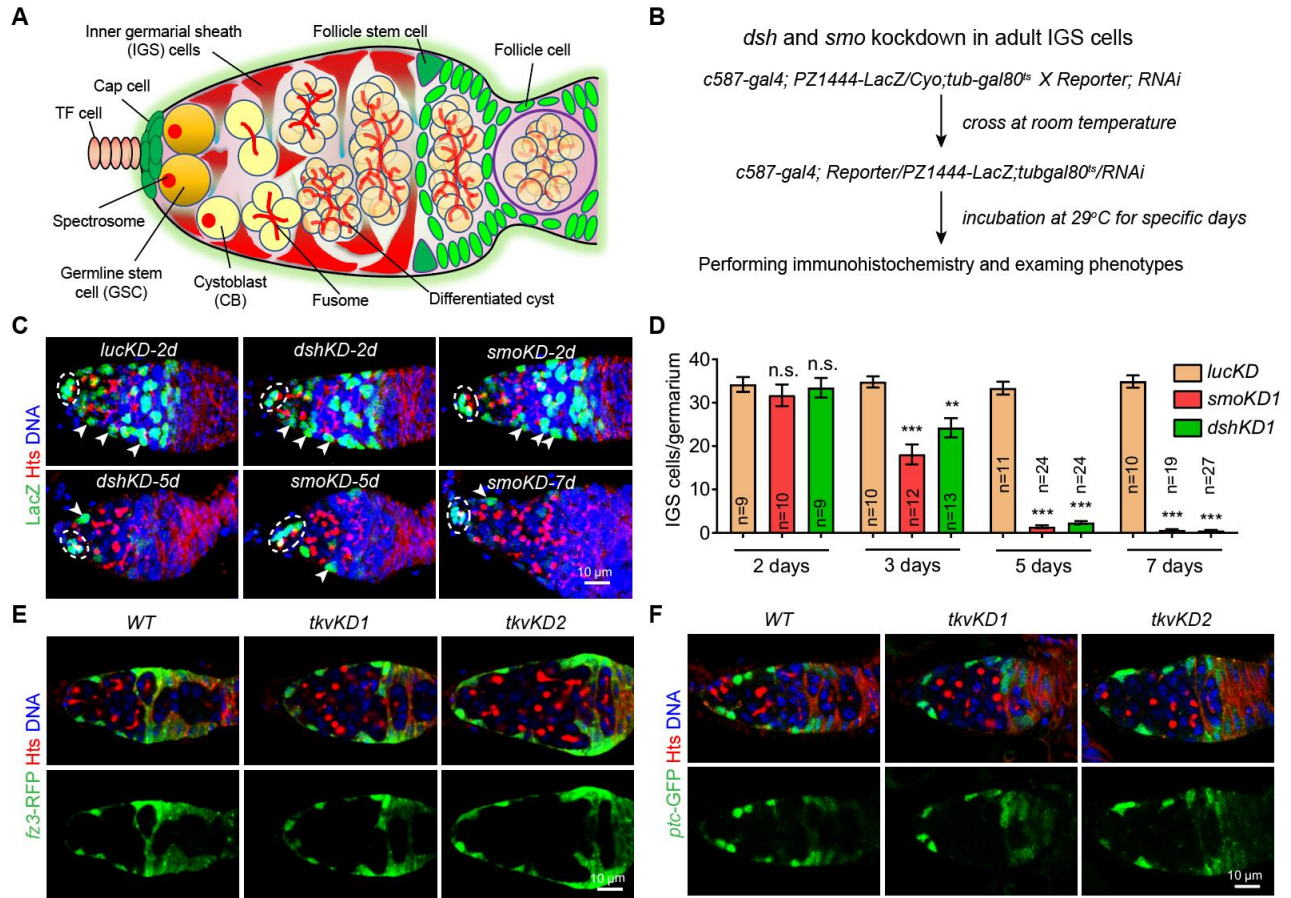 A
Inner germarial sheath
(IGS) cells
Follicle stem cell
Follicle cell
Cap cell
TF cell
Spectrosome
Germline stem
cell (GSC)
Cystoblast
(CB)
Fusome
Differentiated cyst
B
dsh and smo kockdown in adult IGS cells
c587-gal4; PZ1444-LacZ/Cyo;tub-gal80ts X Reporter; RNAi
cross at room temperature
c587-gal4; Reporter/PZ1444-LacZ;tubgal80ts/RNAi
incubation at 29°C for specific days
Performing immunohistochemistry and examing phenotypes
C
LacZ Hts DNA
lucKD-2d
dshKD-2d
smoKD-2d
dshKD-5d
smoKD-5d
smoKD-7d
10 µm
D
IGS cells/germarium
40
30
20
10
0
n.s.
n.s.
***
**
***
***
***
***
n=9
n=10
n=9
n=10
n=12
n=13
n=11
n=24
n=24
n=10
n=19
n=27
2 days
3 days
5 days
7 days
lucKD
smoKD1
dshKD1
E
WT
tkvKD1
tkvKD2
Hts DNA
fz3-RFP
10 µm
F
WT
tkvKD1
tkvKD2
Hts DNA
ptc-GFP
10 µm